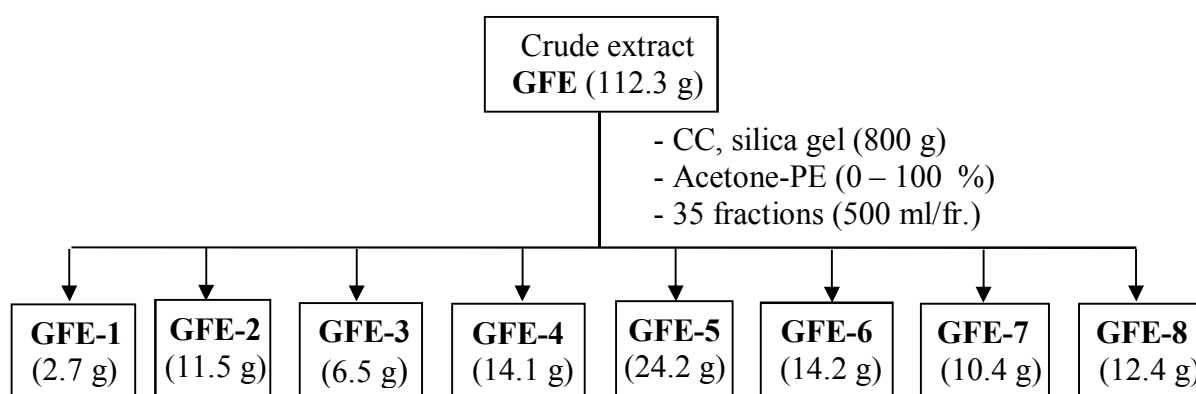 Crude extract
GFE (112.3 g)
- CC, silica gel (800 g)
- Acetone-PE (0 – 100  %)
- 35 fractions (500 ml/fr.)
GFE-1
(2.7 g)
GFE-2
(11.5 g)
GFE-3
(6.5 g)
GFE-4
(14.1 g)
GFE-5
(24.2 g)
GFE-6
(14.2 g)
GFE-7
(10.4 g)
GFE-8
(12.4 g)